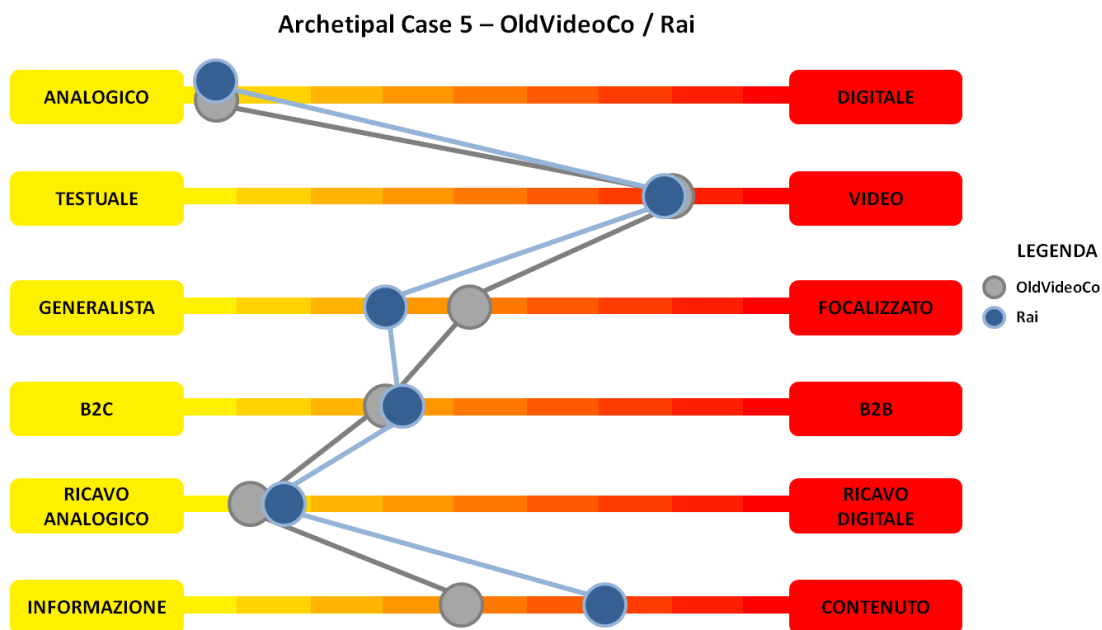 Archetipal Case 5 – OldVideoCo / Rai
ANALOGICO
DIGITALE
TESTUALE
VIDEO
GENERALISTA
FOCALIZZATO
LEGENDA
OldVideoCo
Rai
B2C
B2B
RICAVO
ANALOGICO
RICAVO
DIGITALE
INFORMAZIONE
CONTENUTO